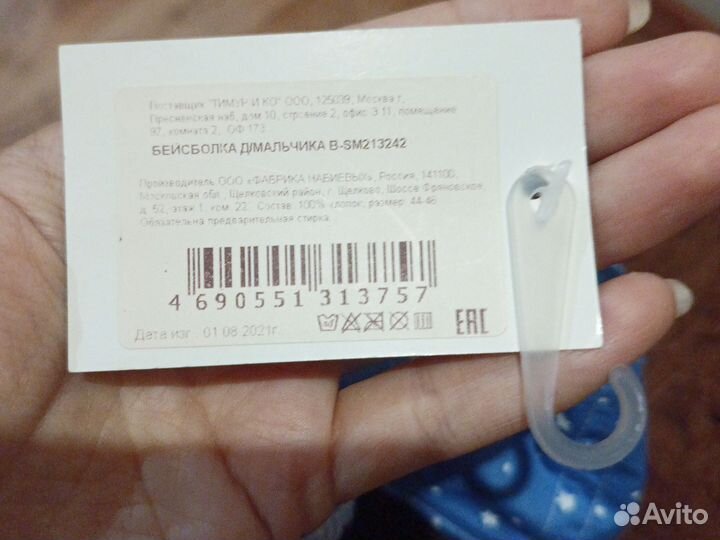 Поставщик "ТИМУР И КО" ООО, 125039, Москва г,
Пресненская наб, дом 10, строение 2, офис Э 11, помещение
97, комната 2, ОФ 173
БЕЙСБОЛКА Д/МАЛЬЧИКА B-SM213242
Производитель ООО «ФАБРИКА НАБИЕВЫХ», Россия, 141100,
Московская обл., Щелковский район, г. Щелково, Шоссе Фряновское,
д. 52, этаж 1, ком. 22. Состав 100% хлопок, размер: 44-46
Обязательна предварительная стирка.
4 690551 313757
Дата изг. 01.08.2021г.
EAC
Avito